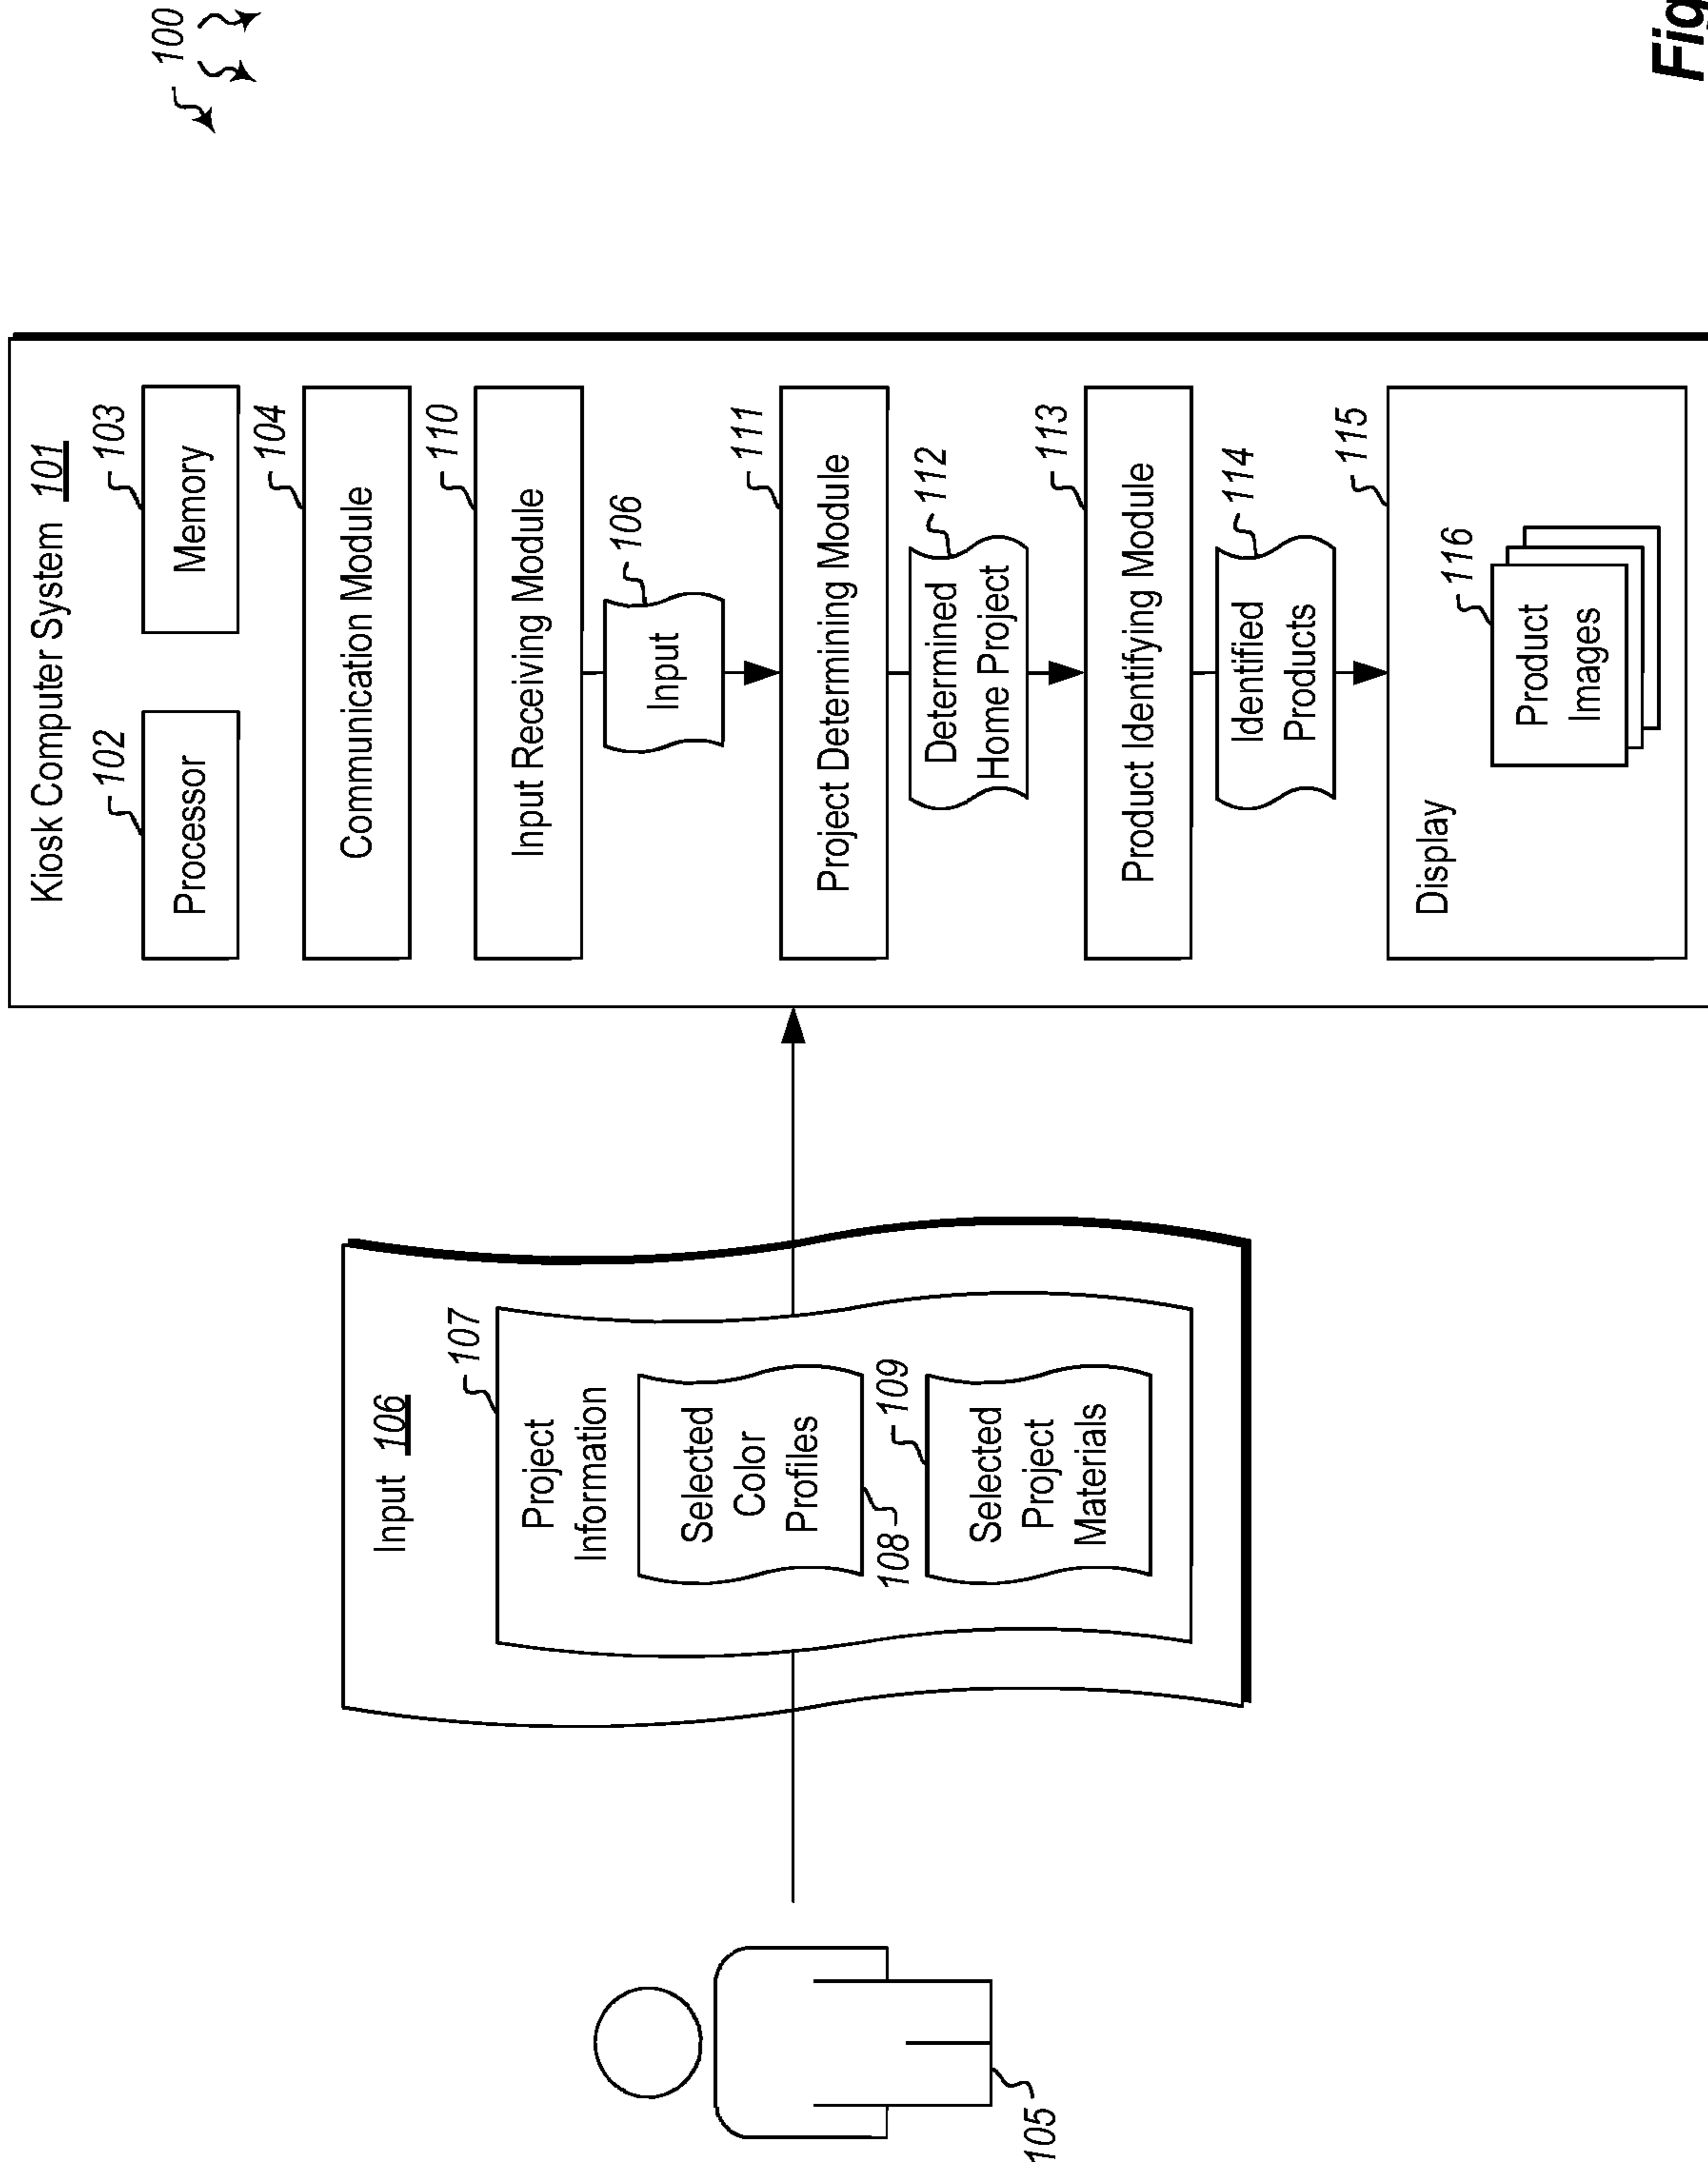 100
Kiosk Computer System 101
102
Processor
103
Memory
104
Communication Module
110
Input Receiving Module
106
Input
111
Project Determining Module
112
Determined
Home Project
113
Product Identifying Module
114
Identified
Products
115
Display
116
Product
Images
Input 106
107
Project
Information
Selected
Color
Profiles
108
109
Selected
Project
Materials
105
Fig